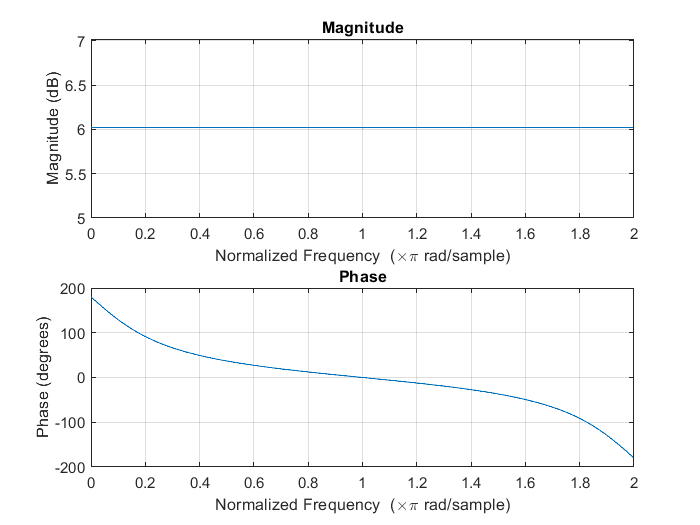 Magnitude
7
6.5
6
5.5
5
Magnitude (dB)
0 0.2 0.4 0.6 0.8 1 1.2 1.4 1.6 1.8 2
Normalized Frequency (×π rad/sample)
Phase
200
100
0
-100
-200
Phase (degrees)
0 0.2 0.4 0.6 0.8 1 1.2 1.4 1.6 1.8 2
Normalized Frequency (×π rad/sample)